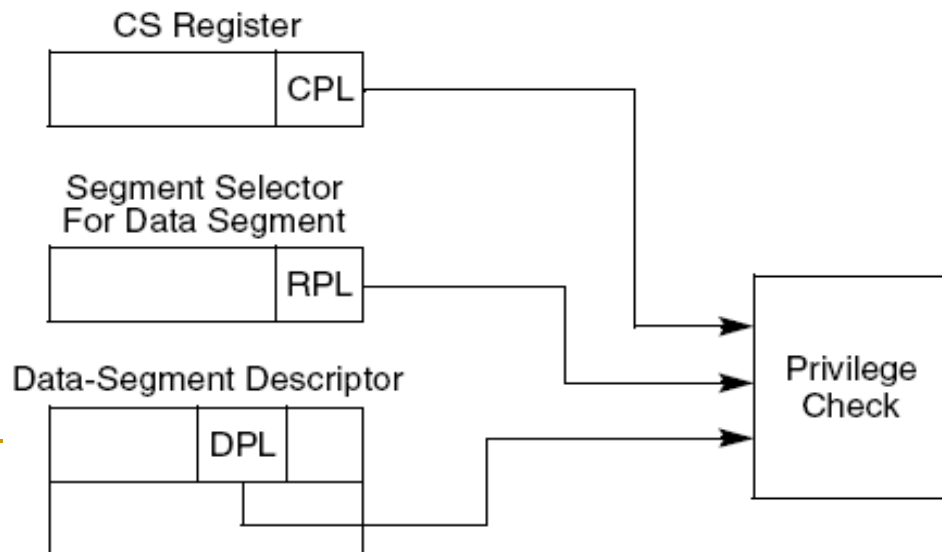 CS Register
CPL
Segment Selector
For Data Segment
RPL
Data-Segment Descriptor
DPL
Privilege
Check